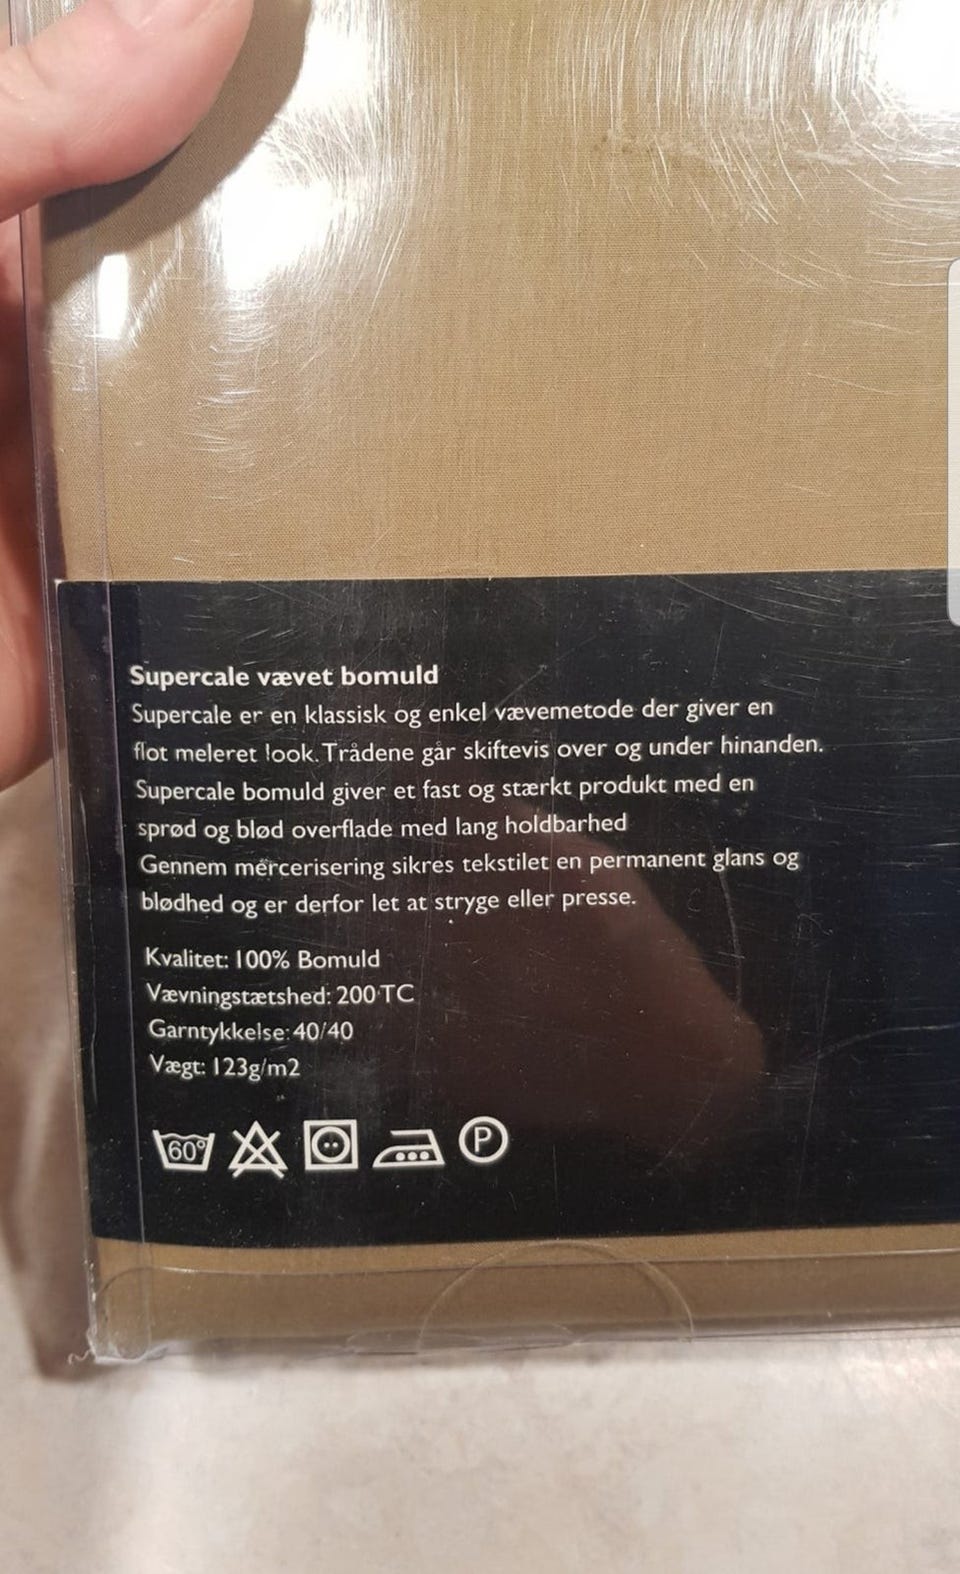 Supercale vævet bomuld
Supercale er en klassisk og enkel vævemetode der giver en
flot meleret look. Trådene går skiftevis over og under hinanden.
Supercale bomuld giver et fast og stærkt produkt med en
sprød og blød overflade med lang holdbarhed
Gennem mercerisering sikres tekstilet en permanent glans og
blødhed og er derfor let at stryge eller presse.
Kvalitet: 100% Bomuld
Vævningstætshed: 200 TC
Garntykkelse: 40/40
Vægt: 123g/m2
60° P